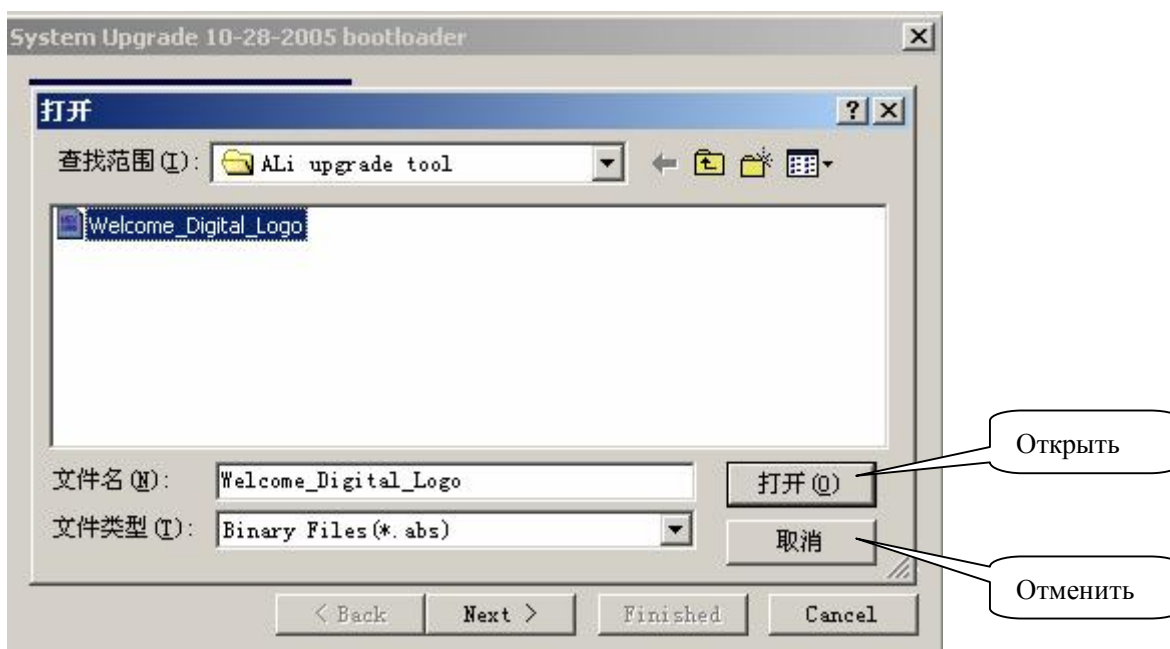 System Upgrade 10-28-2005 bootloader
打开
查找范围(I): ALi upgrade tool
Welcome_Digital_Logo
文件名(N): Welcome_Digital_Logo
打开(O)
Открыть
文件类型(T): Binary Files(*.abs)
取消
Отменить
< Back Next > Finished Cancel